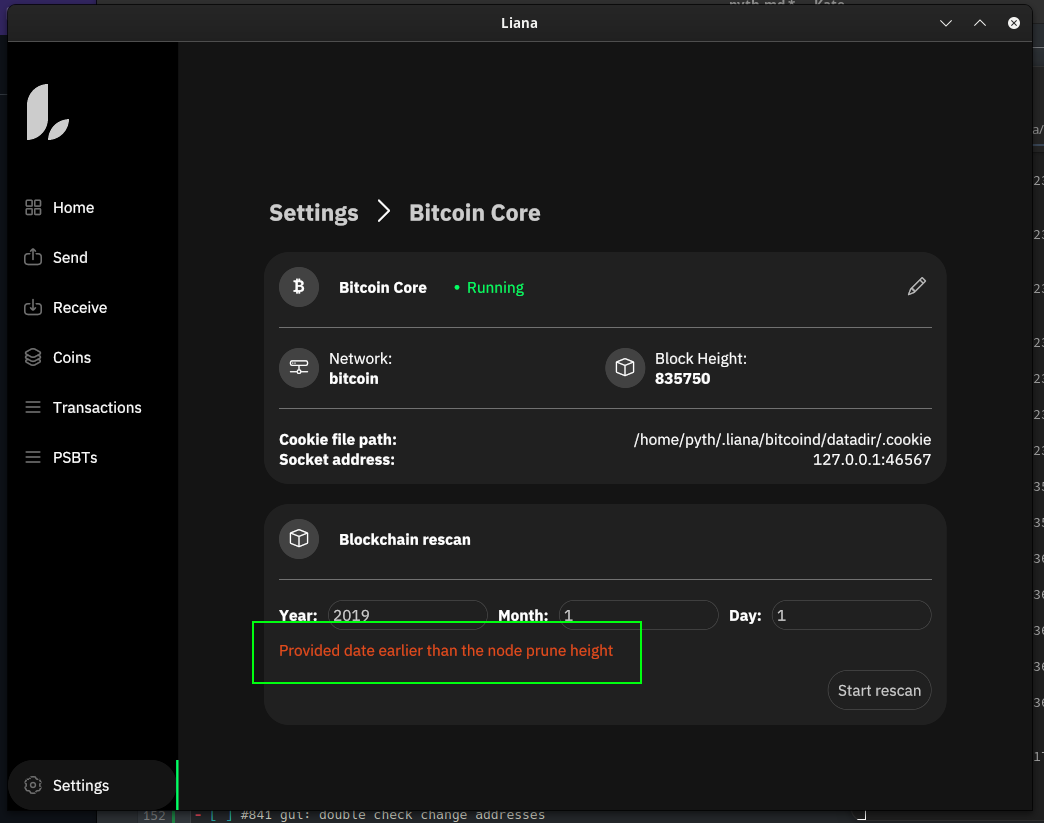 Liana
Home
Send
Receive
Coins
Transactions
PSBTs
Settings
Settings > Bitcoin Core
Bitcoin Core • Running
Network:
bitcoin
Block Height:
835750
Cookie file path: /home/pyth/.liana/bitcoind/datadir/.cookie
Socket address: 127.0.0.1:46567
Blockchain rescan
Year: 2019 Month: 1 Day: 1
Provided date earlier than the node prune height
Start rescan
152 - [ ] #841 gui: double check change addresses